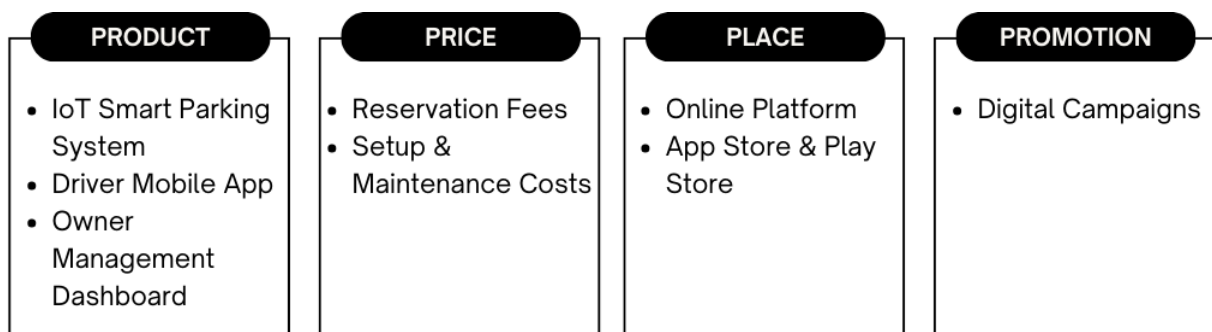 PRODUCT
• IoT Smart Parking
System
• Driver Mobile App
• Owner
Management
Dashboard
PRICE
• Reservation Fees
• Setup &
Maintenance Costs
PLACE
• Online Platform
• App Store & Play
Store
PROMOTION
• Digital Campaigns